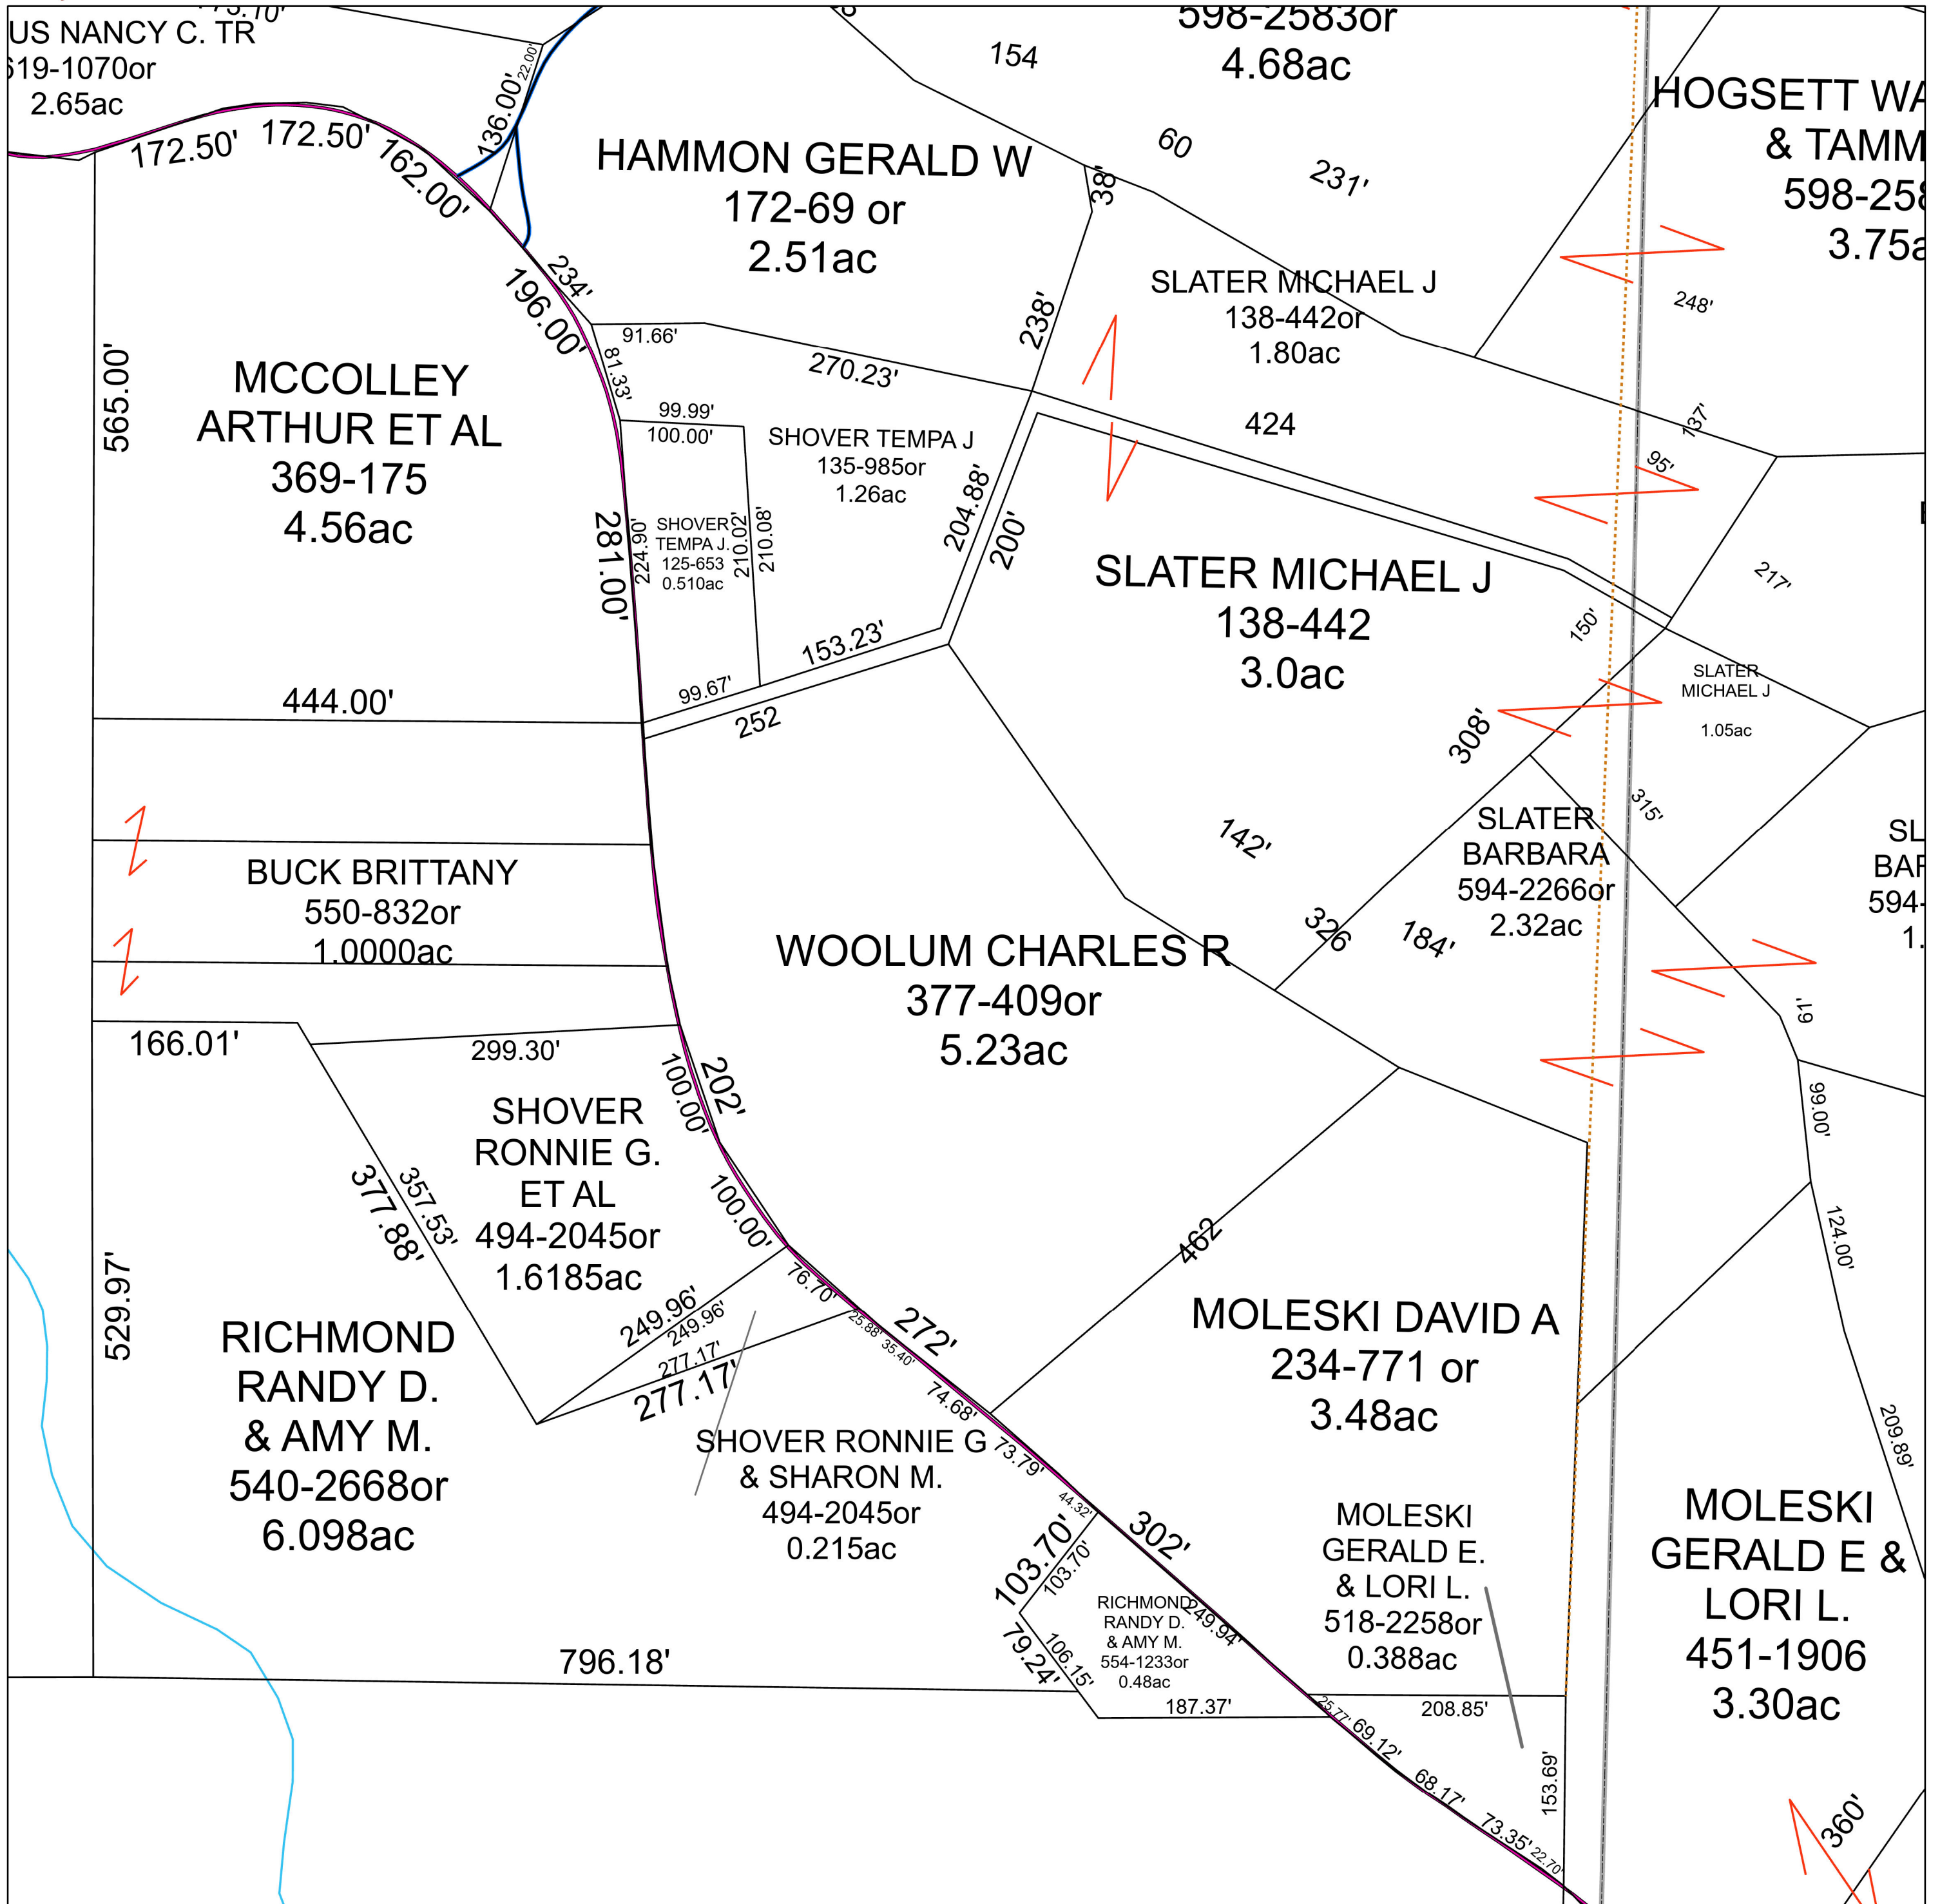 US NANCY C. TR
619-1070or
2.65ac
136.00'
22.00'
154
598-2583or
4.68ac
60
231'
38'
HOGSETT WA
& TAMM
598-258
3.75a
248'
172.50'
172.50'
162.00'
HAMMON GERALD W
172-69 or
2.51ac
234'
196.00'
91.66'
81.33'
270.23'
238'
SLATER MICHAEL J
138-442or
1.80ac
424
137'
95'
565.00'
MCCOLLEY
ARTHUR ET AL
369-175
4.56ac
99.99'
100.00'
SHOVER TEMPA J
135-985or
1.26ac
204.88'
200'
281.00'
224.90'
SHOVER
TEMPA J.
125-653
0.510ac
210.02'
210.08'
SLATER MICHAEL J
138-442
3.0ac
217'
150'
SLATER
MICHAEL J
1.05ac
444.00'
153.23'
99.67'
252
308'
315'
142'
SLATER
BARBARA
594-2266or
2.32ac
SL
BAR
594-
1.
326
184'
61'
BUCK BRITTANY
550-832or
1.0000ac
WOOLUM CHARLES R
377-409or
5.23ac
166.01'
299.30'
202'
100.00'
99.00'
SHOVER
RONNIE G.
ET AL
494-2045or
1.6185ac
357.53'
377.88'
100.00'
462
124.00'
529.97'
76.70'
249.96'
249.96'
277.17'
277.17'
25.88'
35.40'
272'
MOLESKI DAVID A
234-771 or
3.48ac
209.89'
RICHMOND
RANDY D.
& AMY M.
540-2668or
6.098ac
74.68'
73.79'
SHOVER RONNIE G
& SHARON M.
494-2045or
0.215ac
44.32'
302'
103.70'
103.70'
MOLESKI
GERALD E.
& LORI L.
518-2258or
0.388ac
MOLESKI
GERALD E &
LORI L.
451-1906
3.30ac
RICHMOND
RANDY D.
& AMY M.
554-1233or
0.48ac
249.94'
79.24'
106.15'
796.18'
187.37'
25.77'
208.85'
69.12'
153.69'
68.17'
73.35'
22.70'
360'